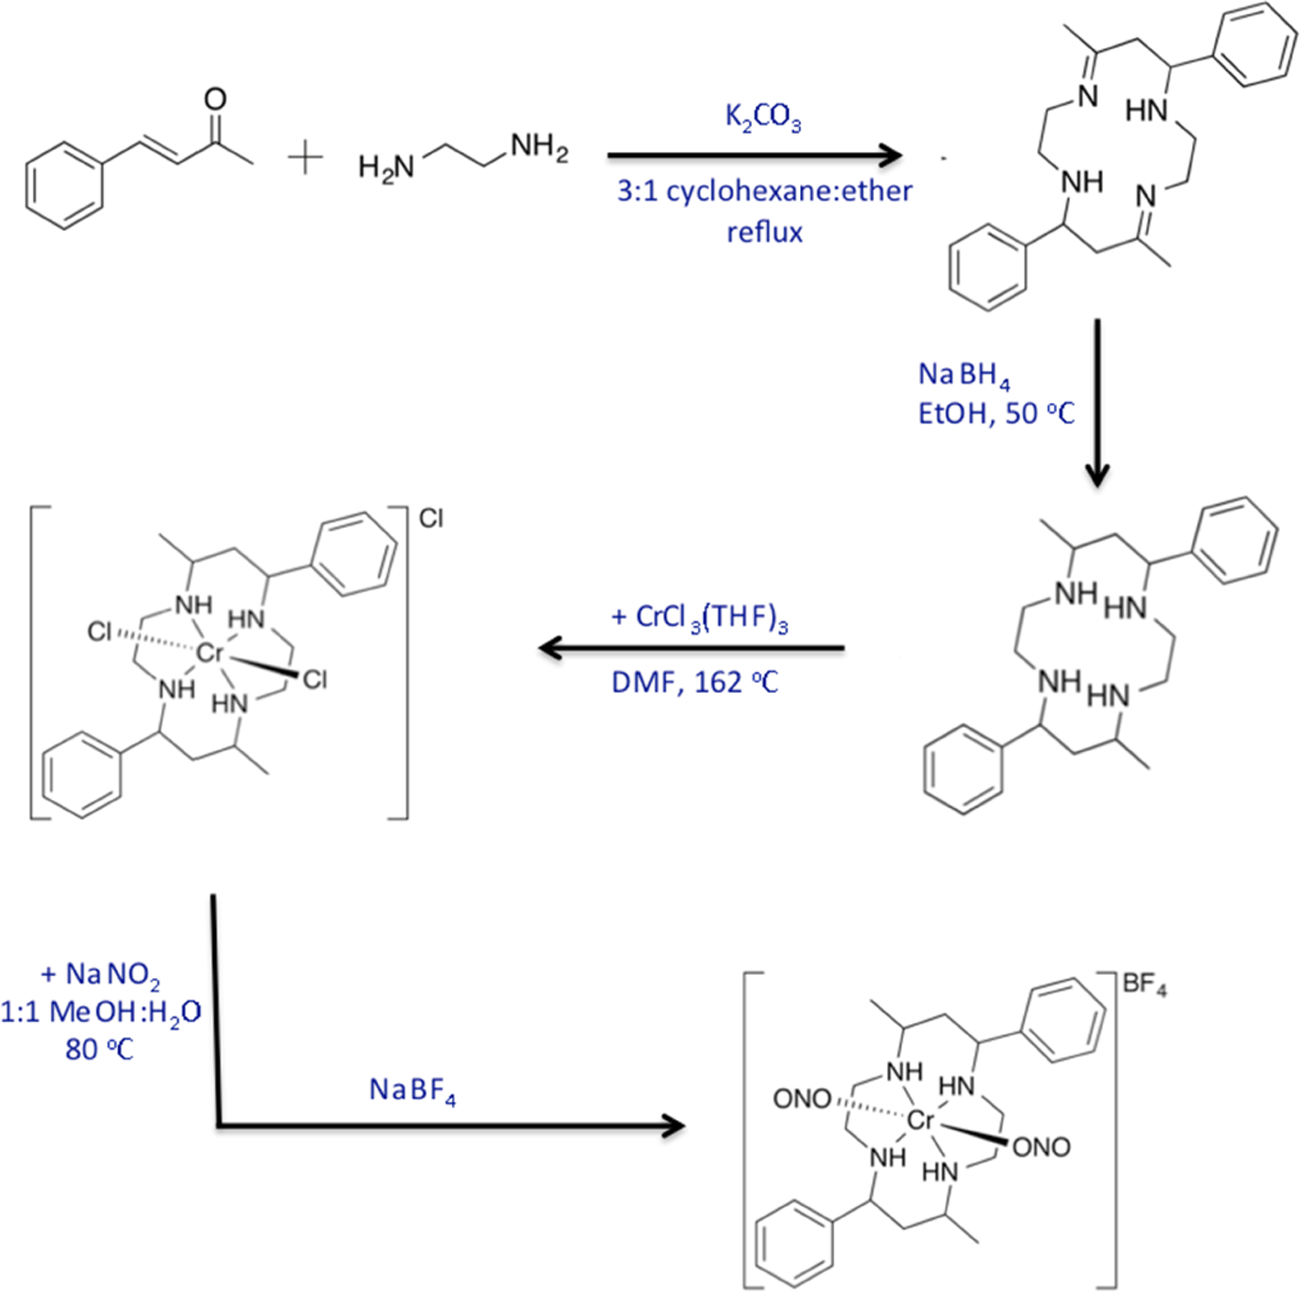 O
H₂N
NH₂
K₂CO₃
3:1 cyclohexane:ether
reflux
N
HN
NH
N
NaBH₄
EtOH, 50 °C
NH
HN
NH
HN
+ CrCl₃(THF)₃
DMF, 162 °C
Cl
NH
HN
Cl
Cr
Cl
NH
HN
+ NaNO₂
1:1 MeOH:H₂O
80 °C
NaBF₄
BF₄
NH
HN
ONO
Cr
ONO
NH
HN